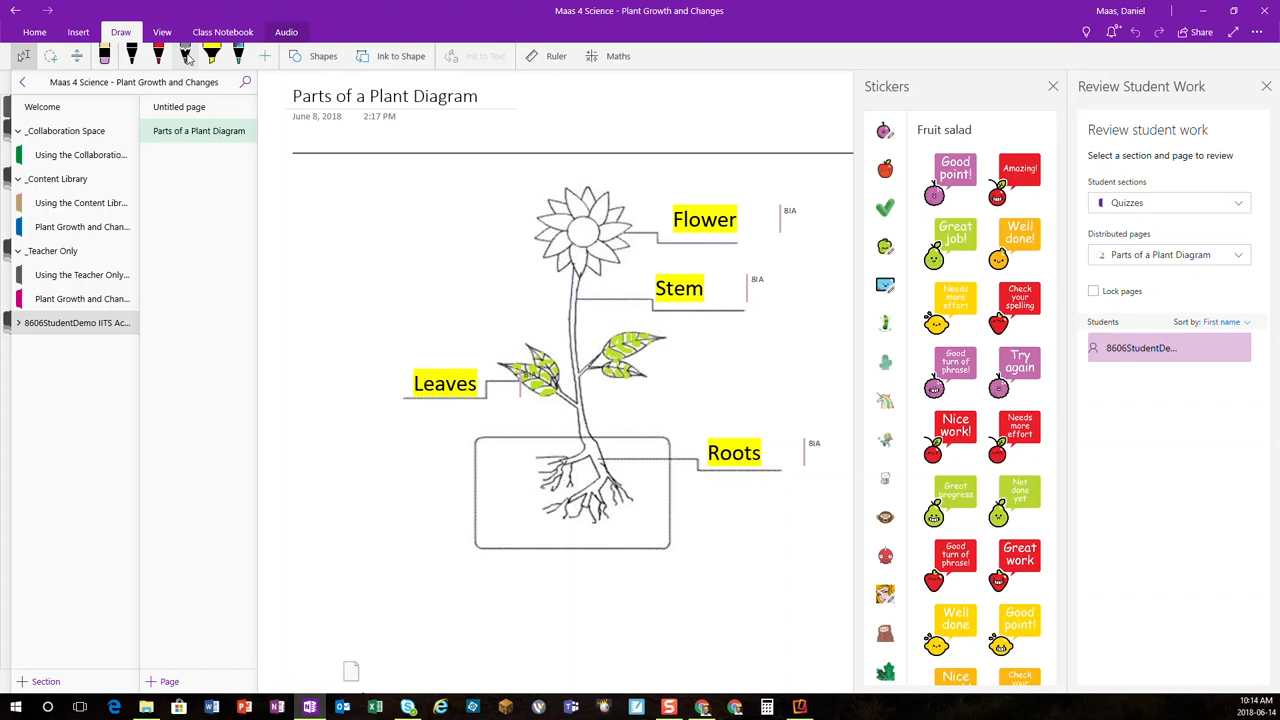 Maas 4 Science - Plant Growth and Changes
Maas, Daniel
Home
Insert
Draw
View
Class Notebook
Audio
Share
Shapes
Ink to Shape
Ink to Text
Ruler
Maths
Maas 4 Science - Plant Growth and Changes
Welcome
_Collaboration Space
Using the Collaboratio...
_Content Library
Using the Content Libr...
Plant Growth and Chan...
_Teacher Only
Using the Teacher Only...
Plant Growth and Chan...
8606StudentDemo IITS Ac...
Section
Untitled page
Parts of a Plant Diagram
Page
Parts of a Plant Diagram
June 8, 2018
2:17 PM
Flower
8IA
Stem
8IA
Leaves
Roots
8IA
Stickers
Fruit salad
Good point!
Amazing!
Great job!
Well done!
Needs more effort
Check your spelling
Good turn of phrase!
Try again
Nice work!
Needs more effort
Great progress
Not done yet
Good turn of phrase!
Great work
Well done
Good point!
Nice
Check your
Review Student Work
Review student work
Select a section and page to review
Student sections
Quizzes
Distributed pages
Parts of a Plant Diagram
Lock pages
Students
Sort by: First name
8606StudentDe...
10:14 AM
2018-06-14